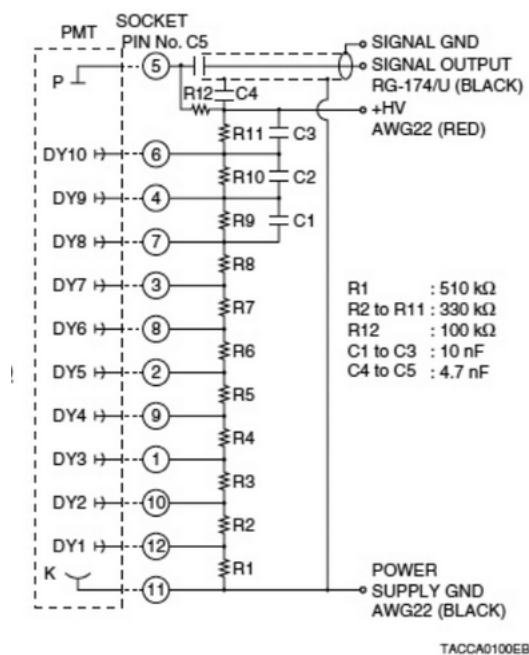 SOCKET
PMT
PIN No. C5
SIGNAL GND
5
SIGNAL OUTPUT
P
RG-174/U (BLACK)
R12
C4
+HV
AWG22 (RED)
R11
C3
DY10
6
R10
C2
DY9
4
R9
C1
DY8
7
R8
DY7
3
R7
DY6
8
R6
DY5
2
R5
DY4
9
R4
DY3
1
R3
DY2
10
R2
DY1
12
R1
K
11
R1 : 510 kΩ
R2 to R11 : 330 kΩ
R12 : 100 kΩ
C1 to C3 : 10 nF
C4 to C5 : 4.7 nF
POWER
SUPPLY GND
AWG22 (BLACK)
TACCA0100EB